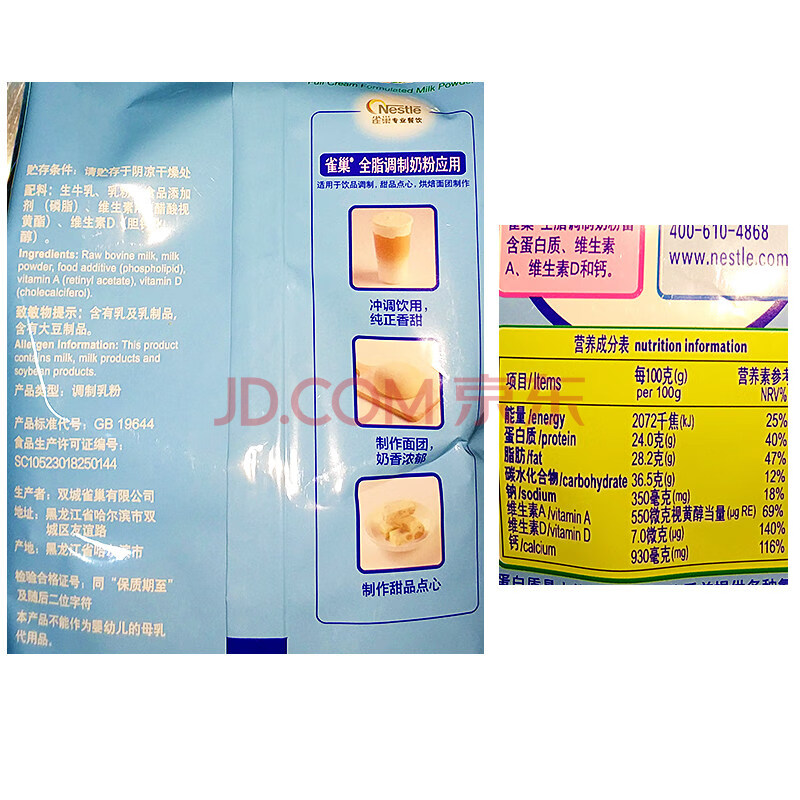 Full Cream Formulated Milk Powder
Nestlé
雀巢专业餐饮
雀巢® 全脂调制奶粉应用
适用于饮品调制，甜品点心，烘焙面团制作
冲调饮用，
纯正香甜
制作面团，
奶香浓郁
制作甜品点心
贮存条件：请贮存于阴凉干燥处
配料：生牛乳、乳粉、食品添加
剂（磷脂）、维生素A（醋酸视
黄酯）、维生素D（胆钙化
醇）。
Ingredients: Raw bovine milk, milk
powder, food additive (phospholipid),
vitamin A (retinyl acetate), vitamin D
(cholecalciferol).
致敏物提示：含有乳及乳制品，
含有大豆制品。
Allergen Information: This product
contains milk, milk products and
soybean products.
产品类型：调制乳粉
产品标准代号：GB 19644
食品生产许可证编号：
SC10523018250144
生产者：双城雀巢有限公司
地址：黑龙江省哈尔滨市双
城区友谊路
产地：黑龙江省哈尔滨市
检验合格证号：同“保质期至”
及随后二位字符
本产品不能作为婴幼儿的母乳
代用品。
JD.COM 京东
雀巢®全脂调制奶粉富
含蛋白质、维生素
A、维生素D和钙。
400-610-4868
www.nestle.com
营养成分表 nutrition information
项目/Items 每100克(g) per 100g 营养素参考 NRV%
能量/energy 2072千焦(kJ) 25%
蛋白质/protein 24.0克(g) 40%
脂肪/fat 28.2克(g) 47%
碳水化合物/carbohydrate 36.5克(g) 12%
钠/sodium 350毫克(mg) 18%
维生素A/vitamin A 550微克视黄醇当量(μg RE) 69%
维生素D/vitamin D 7.0微克(μg) 140%
钙/calcium 930毫克(mg) 116%